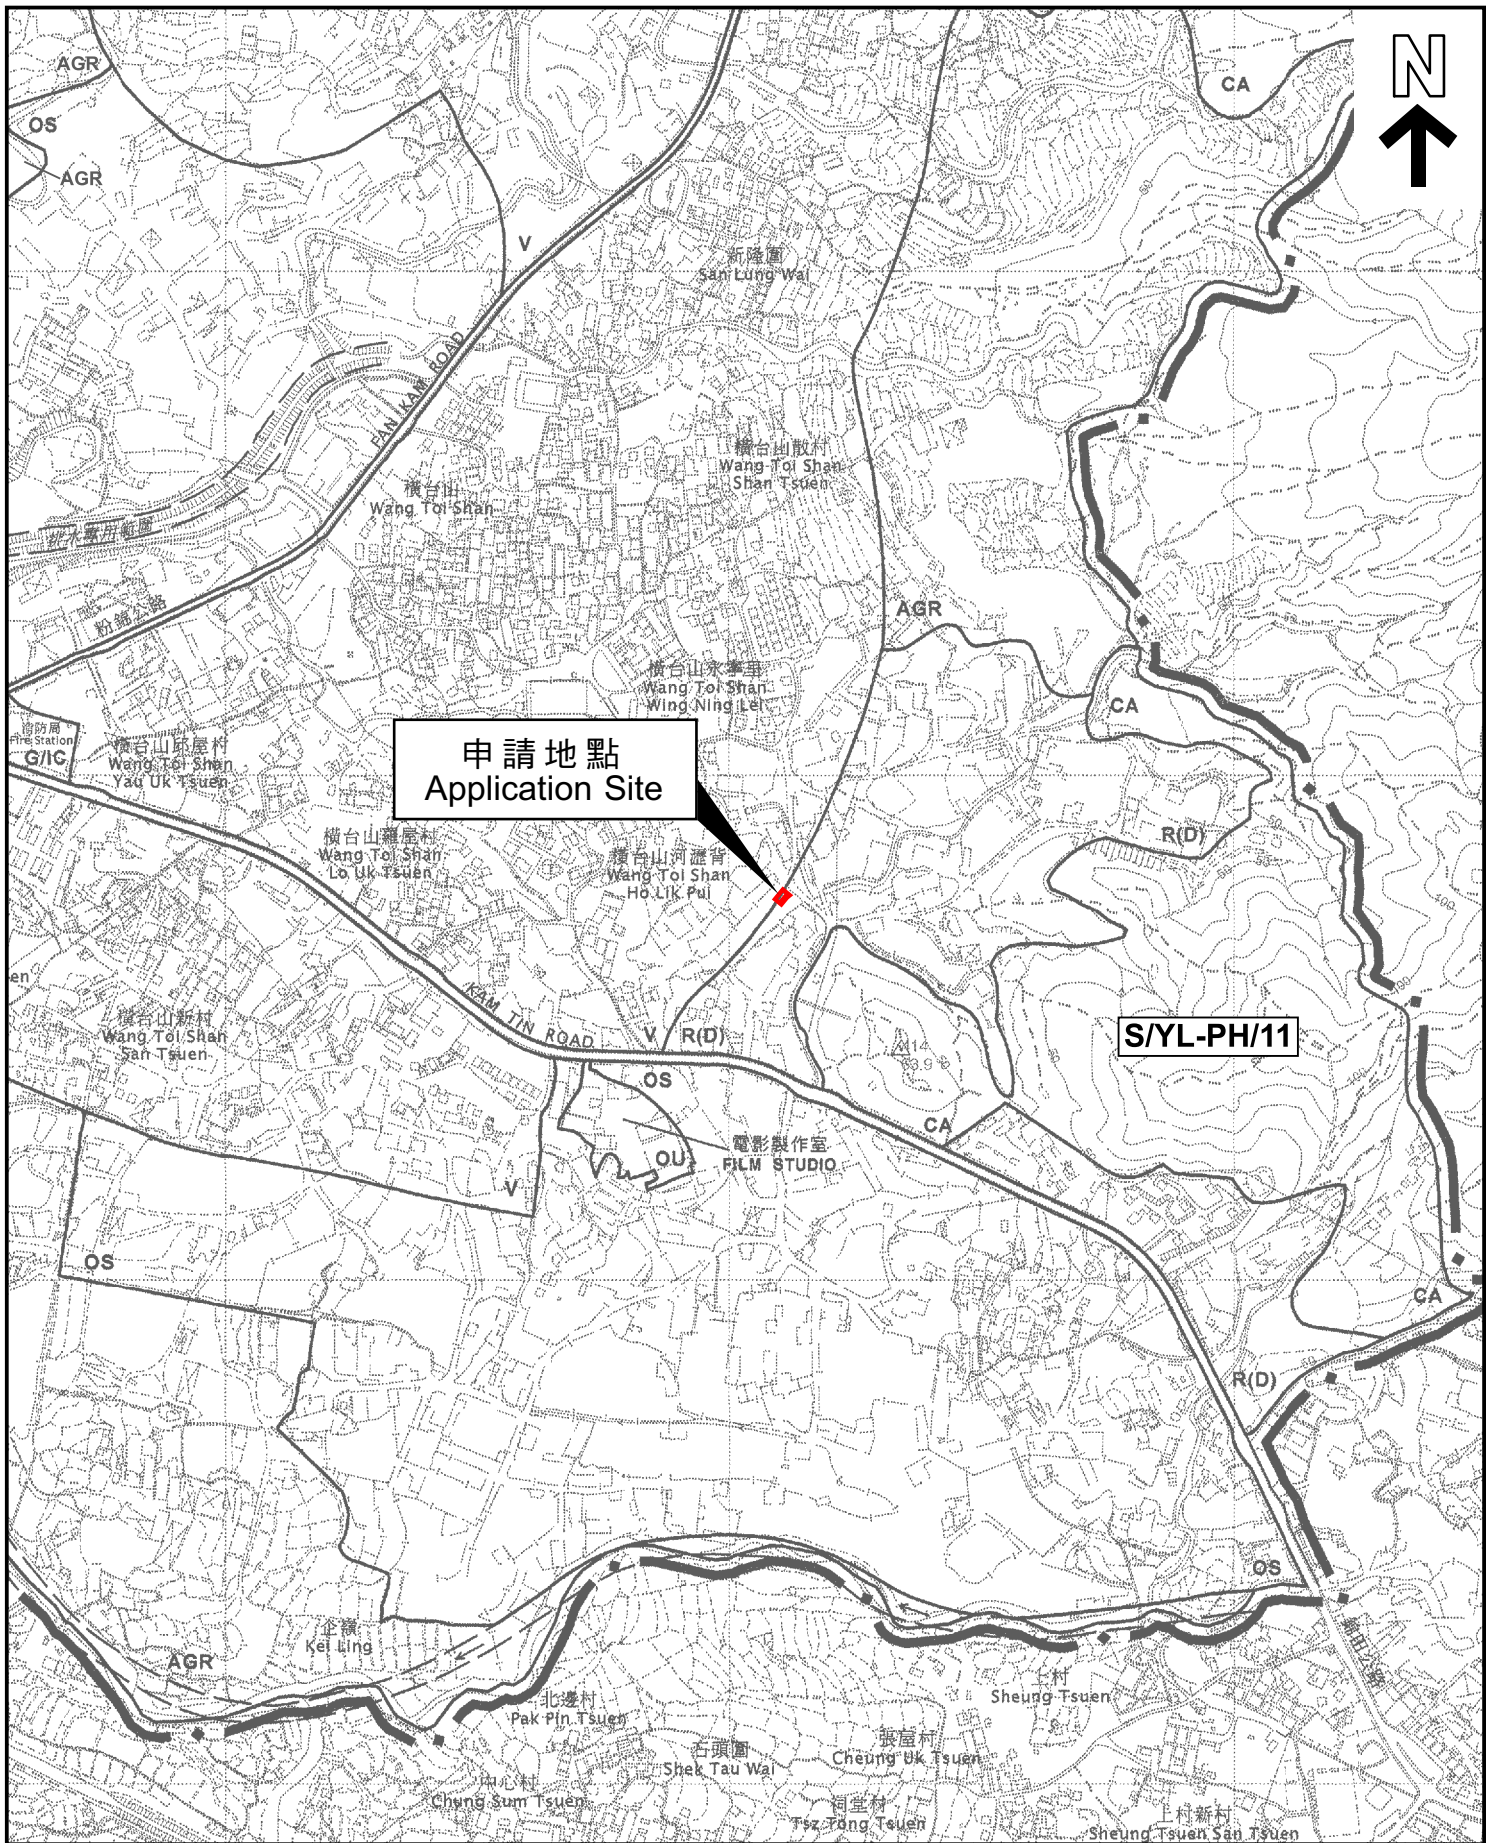 AGR
OS
AGR
CA
N
V
新隆圍
San Lung Wai
FAN KAM ROAD
橫台山散村
Wang Toi Shan
Shan Tsuen
橫台山
Wang Toi Shan
粉錦公路
AGR
橫台山永寧里
Wang Toi Shan
Wing Ning Lei
CA
消防局
Fire Station
G/IC
橫台山邱屋村
Wang Toi Shan
Yau Uk Tsuen
申請地點
Application Site
R(D)
橫台山羅屋村
Wang Toi Shan
Lo Uk Tsuen
橫台山河瀝背
Wang Toi Shan
Ho Lik Pui
en
橫台山新村
Wang Toi Shan
San Tsuen
KAM TIN ROAD
V
R(D)
S/YL-PH/11
OS
CA
電影製作室
FILM STUDIO
OU
V
OS
CA
R(D)
OS
企嶺
Kei Ling
AGR
上村
Sheung Tsuen
北邊村
Pak Pin Tsuen
石頭圍
Shek Tau Wai
張屋村
Cheung Uk Tsuen
中心村
Chung Sum Tsuen
祠堂村
Tsz Tong Tsuen
上村新村
Sheung Tsuen San Tsuen